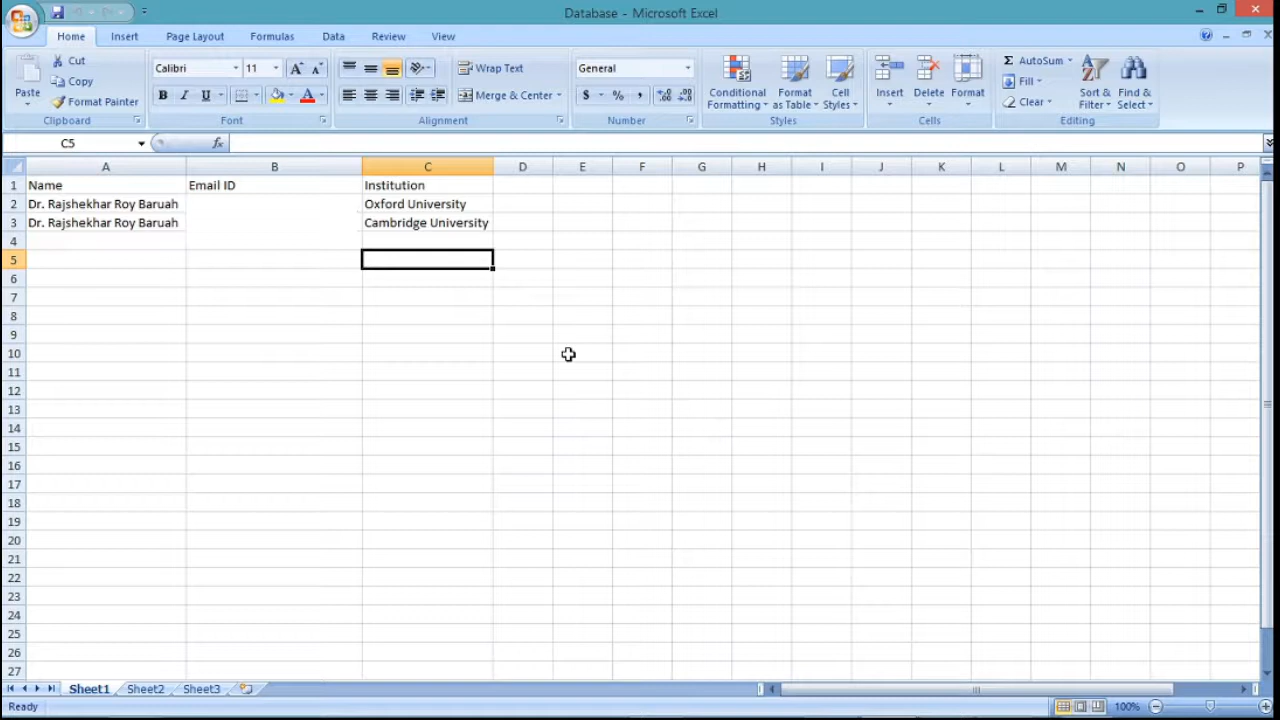 Database - Microsoft Excel
Home Insert Page Layout Formulas Data Review View
Paste
Cut
Copy
Format Painter
Clipboard
Calibri 11
B I U
Font
Wrap Text
Merge & Center
Alignment
General
$ % ,
Number
Conditional Formatting
Format as Table
Cell Styles
Styles
Insert Delete Format
Cells
Σ AutoSum
Fill
Clear
Sort & Filter
Find & Select
Editing
C5 fx
A B C D E F G H I J K L M N O P
1 Name Email ID Institution
2 Dr. Rajshekhar Roy Baruah Oxford University
3 Dr. Rajshekhar Roy Baruah Cambridge University
4
5
6
7
8
9
10
11
12
13
14
15
16
17
18
19
20
21
22
23
24
25
26
27
Sheet1 Sheet2 Sheet3
Ready 100%